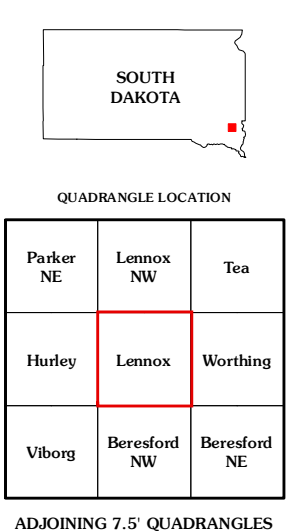 SOUTH
DAKOTA
QUADRANGLE LOCATION
Parker
NE
Lennox
NW
Tea
Hurley
Lennox
Worthing
Viborg
Beresford
NW
Beresford
NE
ADJOINING 7.5' QUADRANGLES